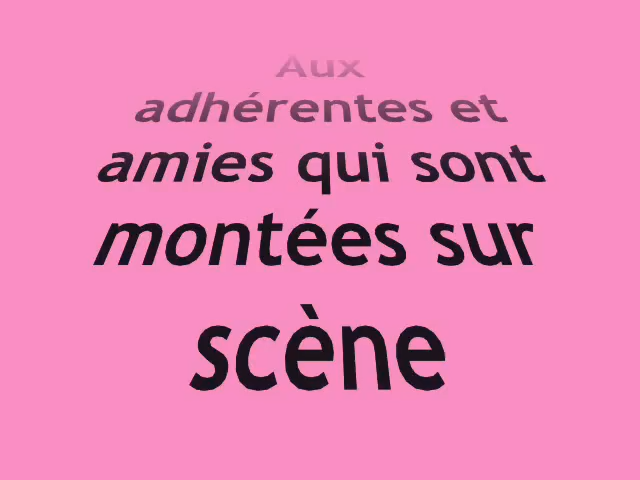 Aux
adhérentes et
amies qui sont
montées sur
scène